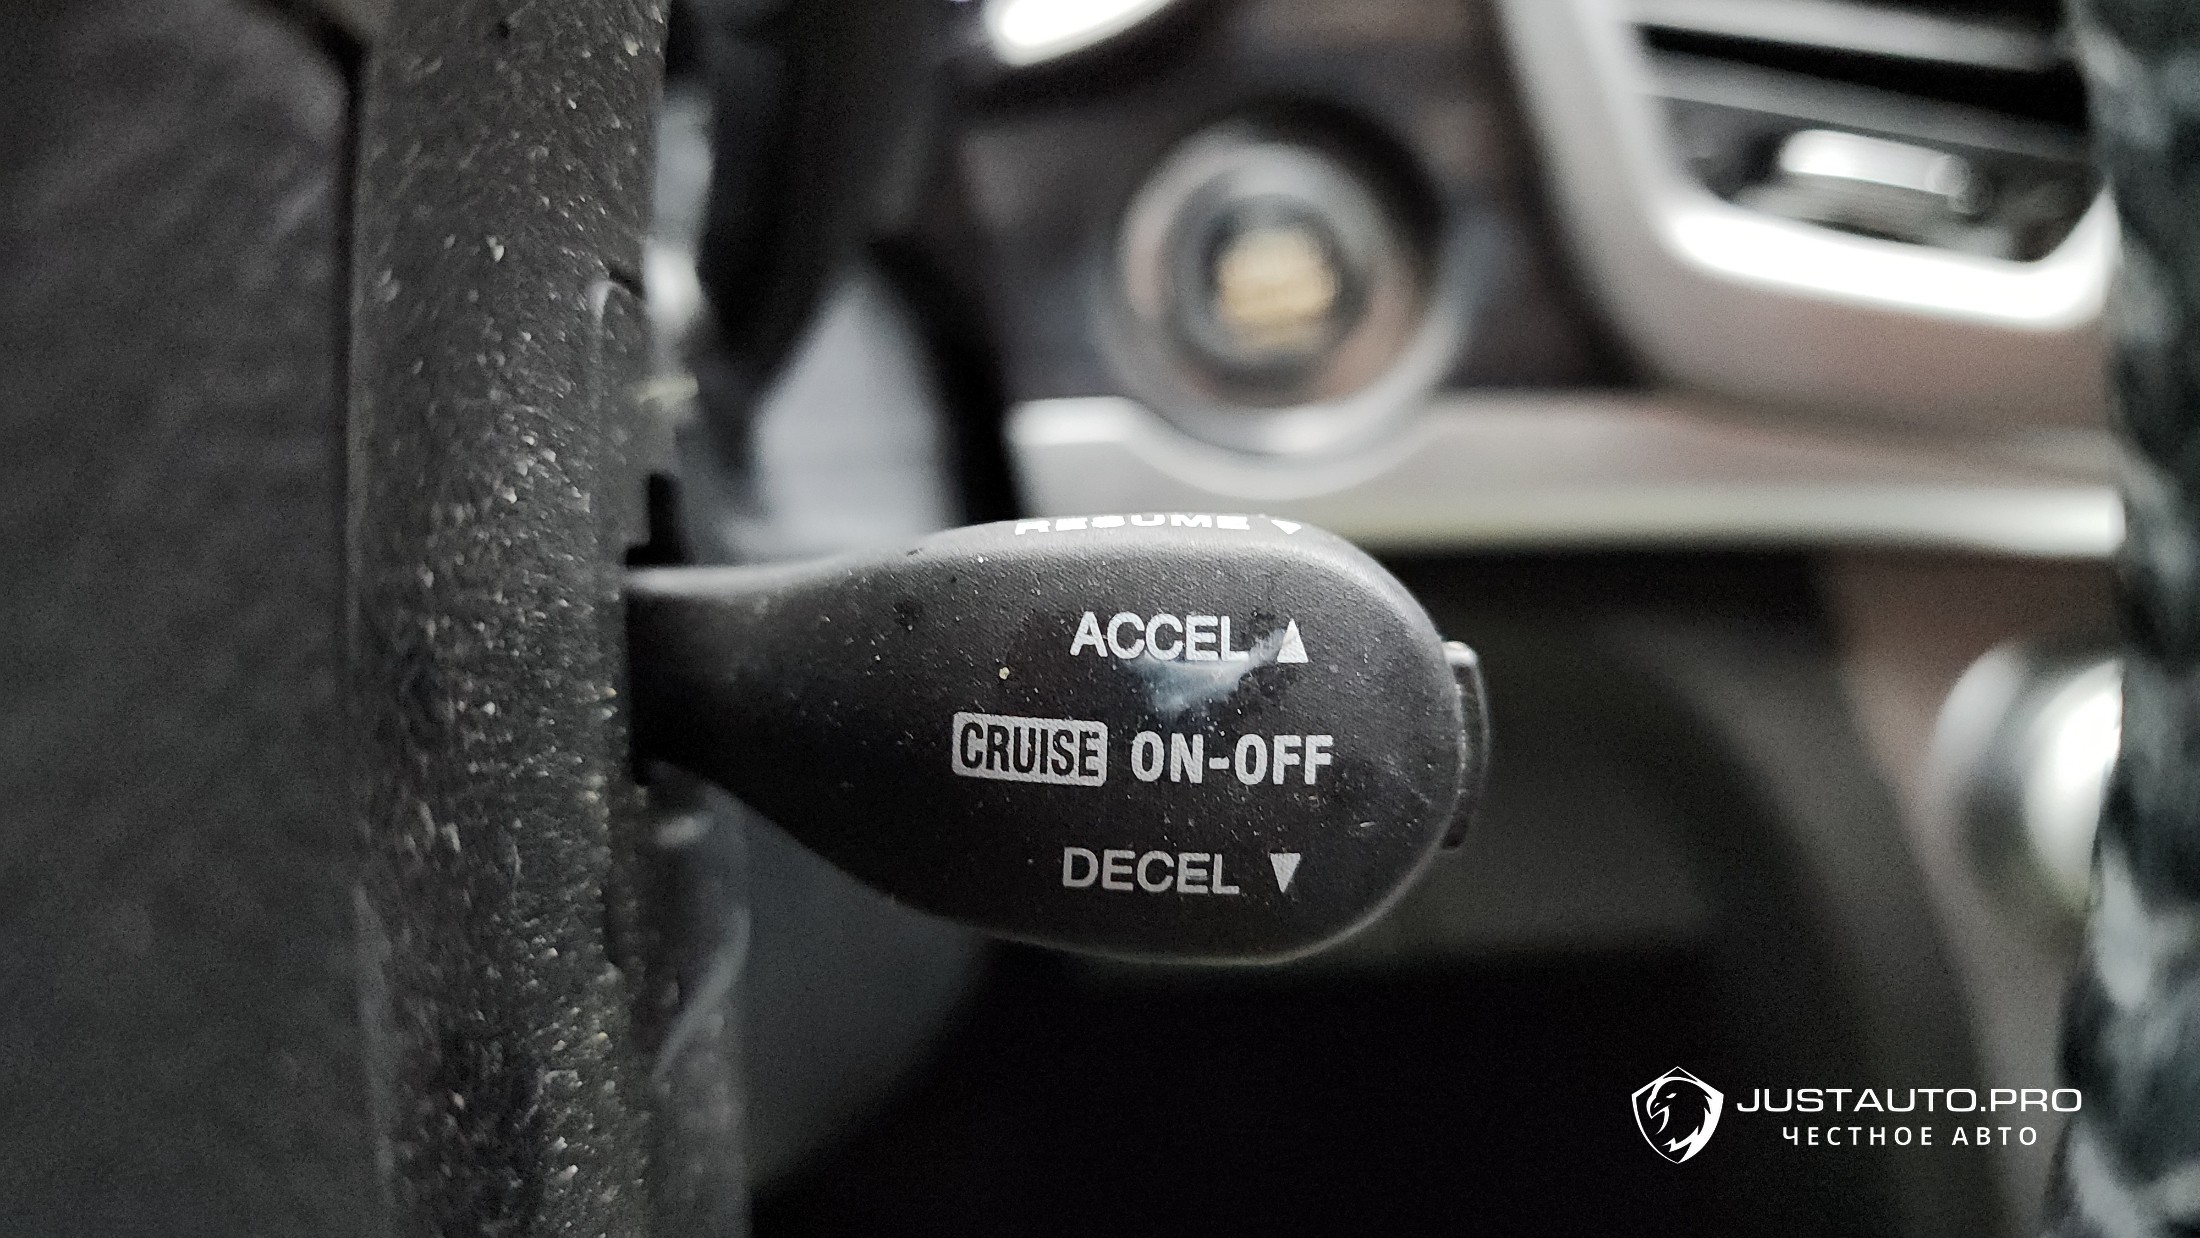 RESUME ▼
ACCEL ▲
CRUISE ON-OFF
DECEL ▼
JUSTAUTO.PRO
ЧЕСТНОЕ АВТО